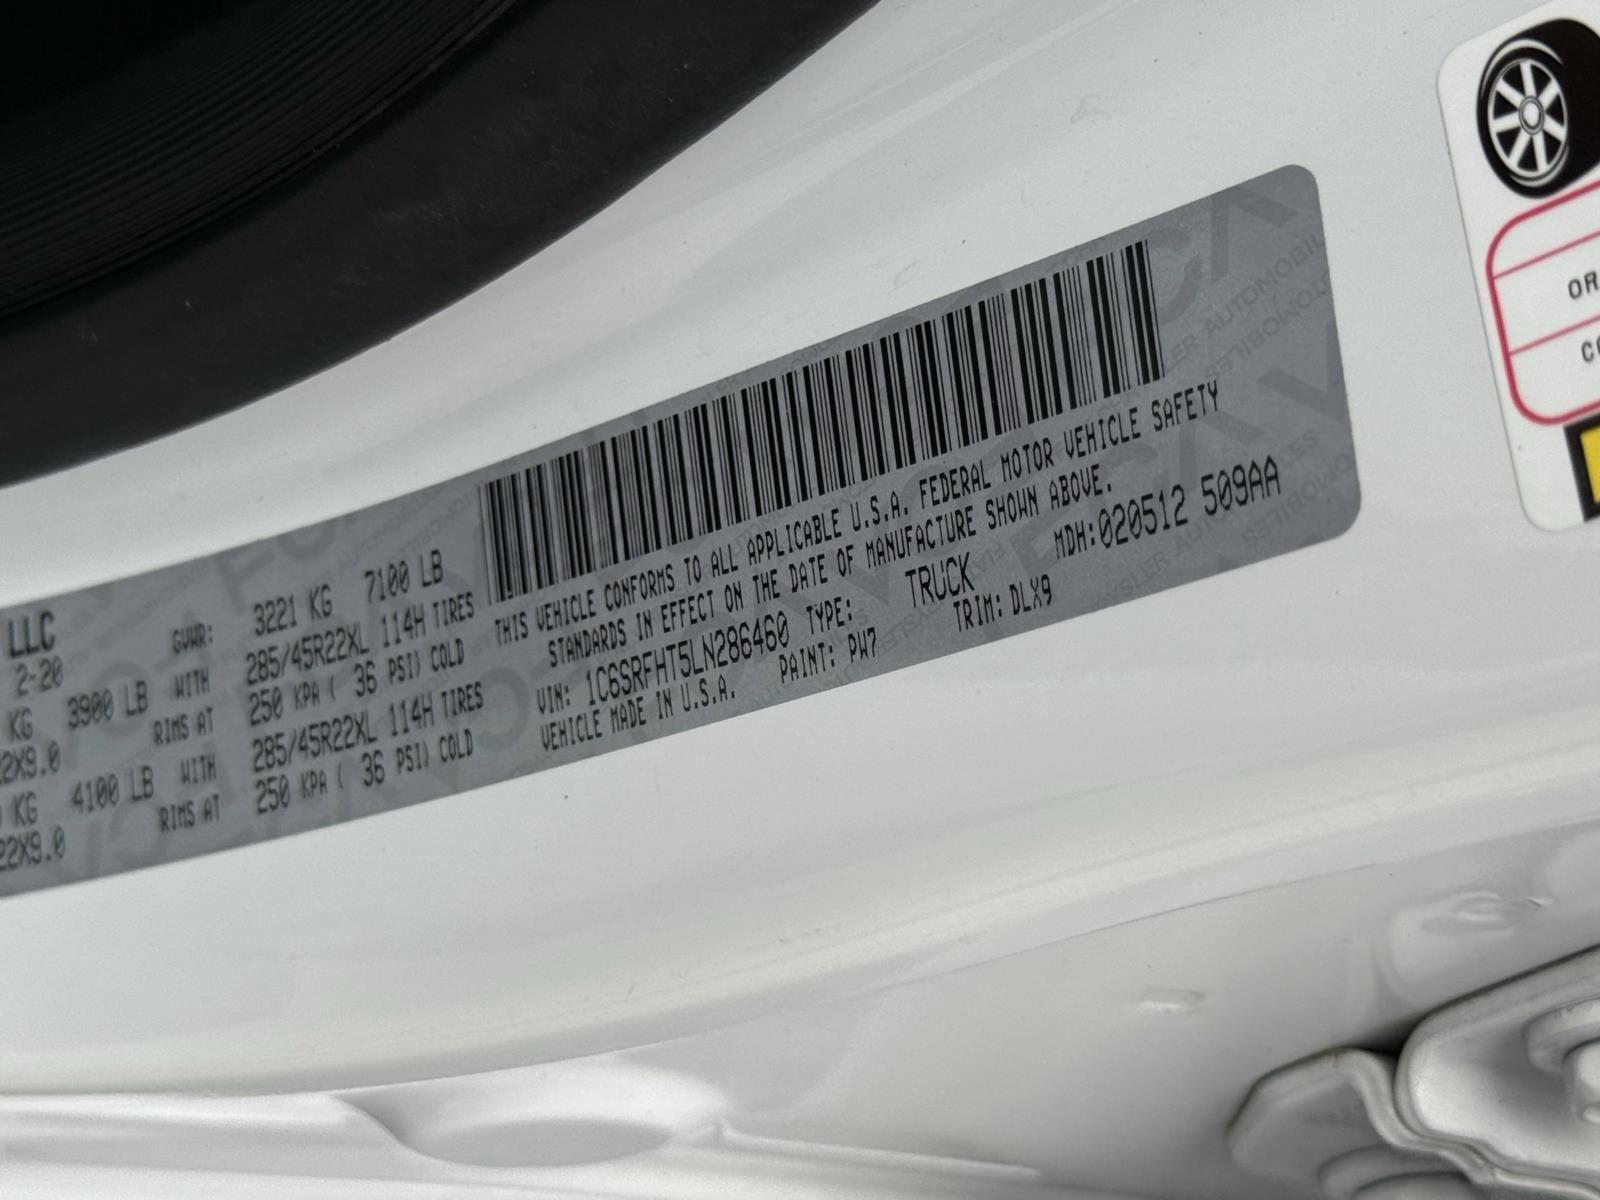 LLC
2-20
GVWR: 3221 KG 7100 LB
KG 3900 LB WITH 285/45R22XL 114H TIRES
22X9.0 RIMS AT 250 KPA ( 36 PSI) COLD
KG 4100 LB WITH 285/45R22XL 114H TIRES
22X9.0 RIMS AT 250 KPA ( 36 PSI) COLD
THIS VEHICLE CONFORMS TO ALL APPLICABLE U.S.A. FEDERAL MOTOR VEHICLE SAFETY
STANDARDS IN EFFECT ON THE DATE OF MANUFACTURE SHOWN ABOVE.
VIN: 1C6SRFHT5LN286460 TYPE: TRUCK MDH:020512 509AA
VEHICLE MADE IN U.S.A. PAINT: PW7 TRIM: DLX9
OR
CO